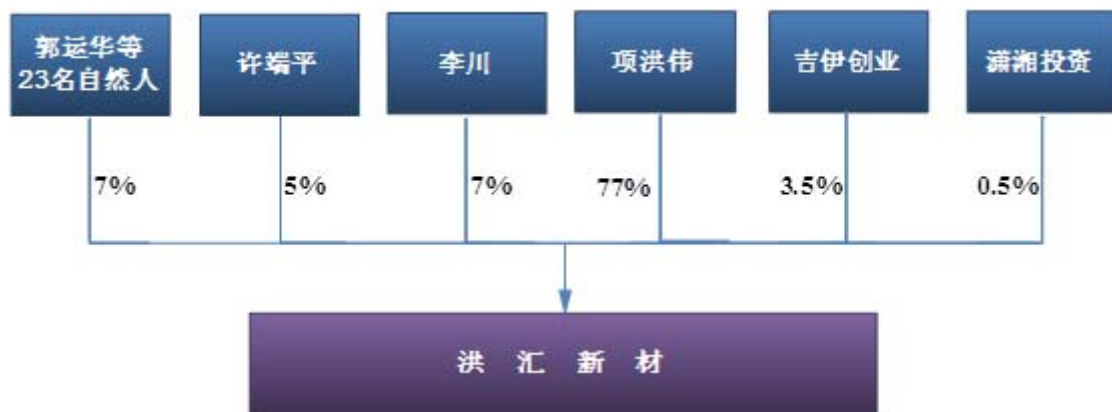 郭运华等
23名自然人
许端平
李川
项洪伟
吉伊创业
潇湘投资
7%
5%
7%
77%
3.5%
0.5%
洪 汇 新 材